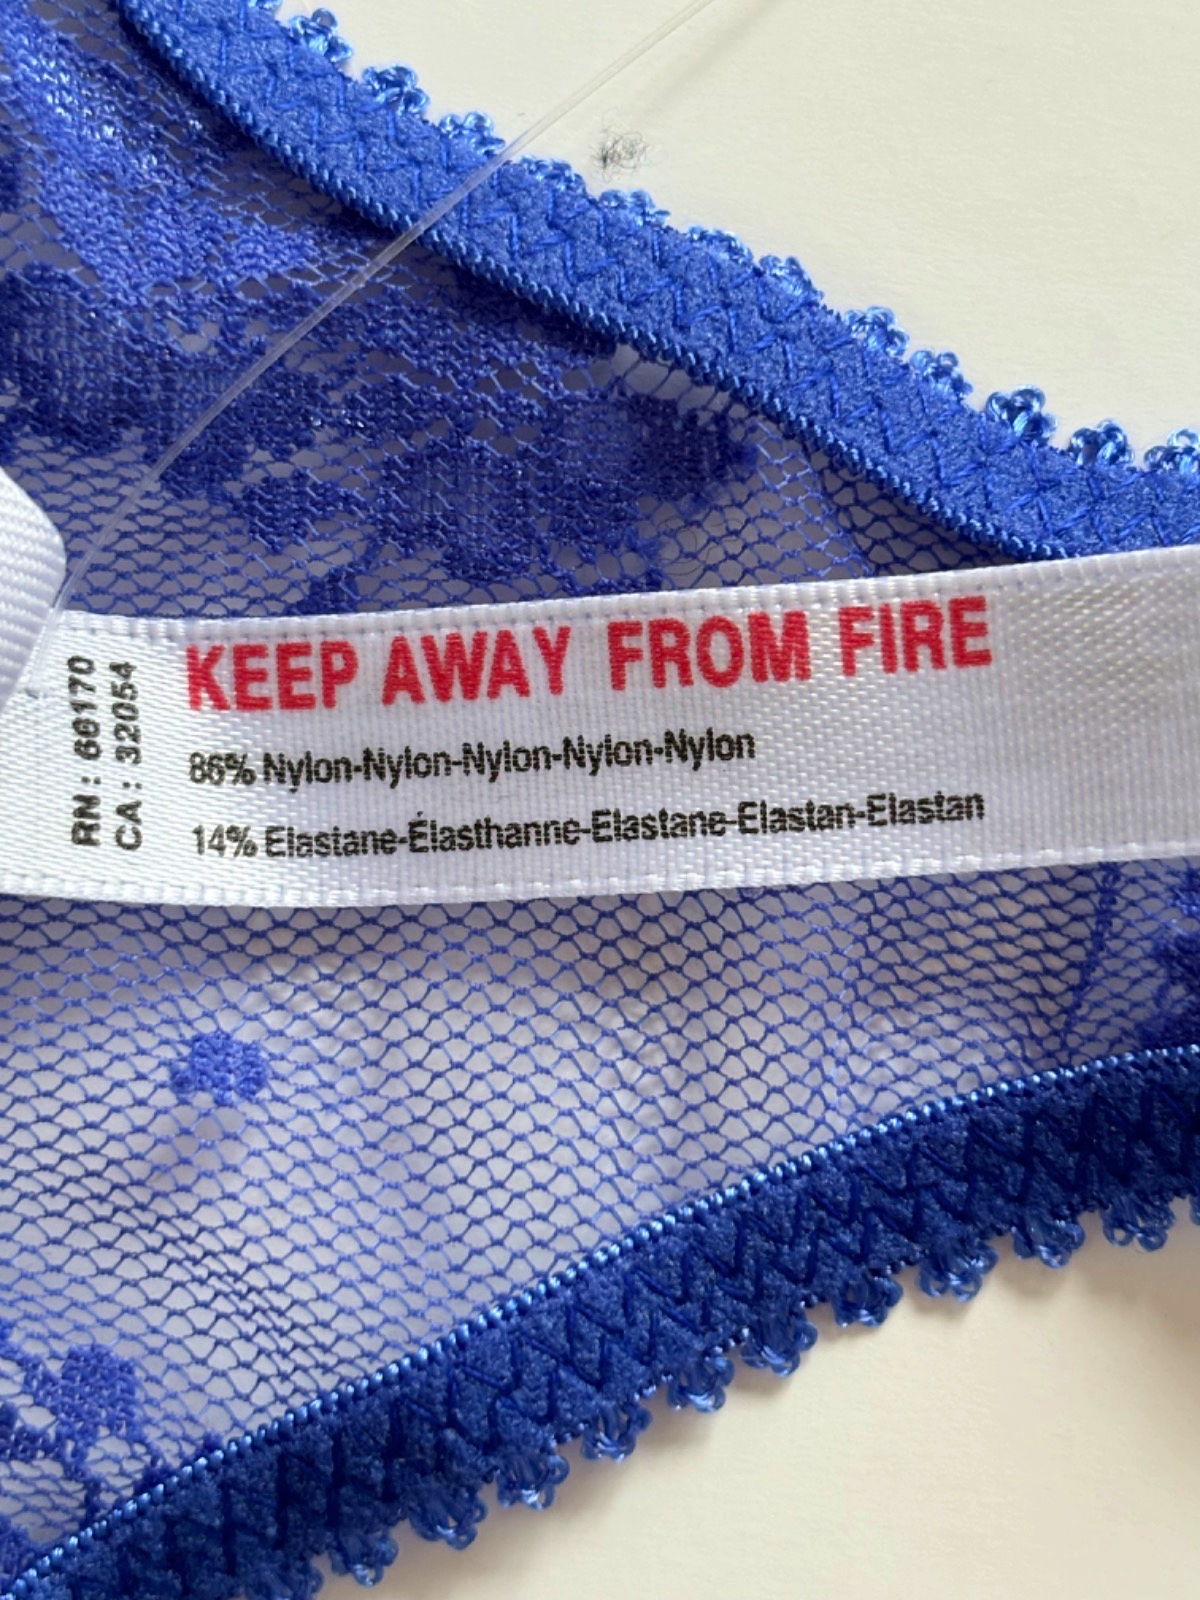 RN : 66170
CA : 32054
KEEP AWAY FROM FIRE
86% Nylon-Nylon-Nylon-Nylon-Nylon
14% Elastane-Élasthanne-Elastane-Elastan-Elastan